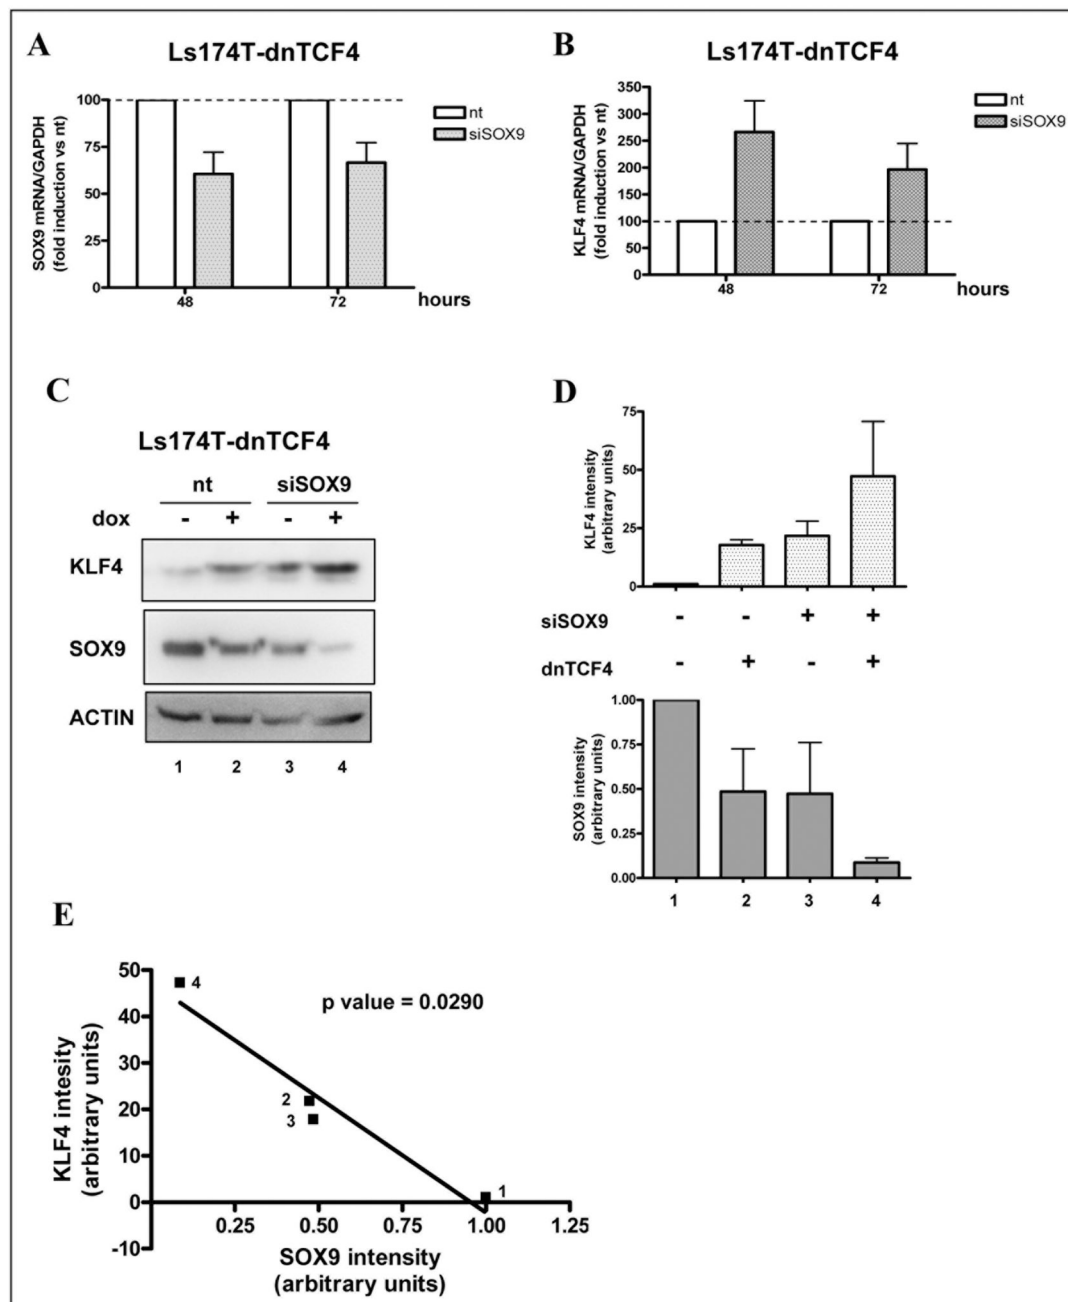 A
Ls174T-dnTCF4
SOX9 mRNA/GAPDH
(fold induction vs nt)
100
75
50
25
0
48
72
hours
nt
siSOX9
B
Ls174T-dnTCF4
KLF4 mRNA/GAPDH
(fold induction vs nt)
350
300
250
200
150
100
50
0
48
72
hours
nt
siSOX9
C
Ls174T-dnTCF4
nt siSOX9
dox - + - +
KLF4
SOX9
ACTIN
1 2 3 4
D
KLF4 intensity
(arbitrary units)
75
50
25
0
siSOX9 - - + +
dnTCF4 - + - +
SOX9 intensity
(arbitrary units)
1.00
0.75
0.50
0.25
0.00
1 2 3 4
E
KLF4 intesity
(arbitrary units)
50
40
30
20
10
0
-10
p value = 0.0290
4
2
3
1
0.25 0.50 0.75 1.00 1.25
SOX9 intensity
(arbitrary units)